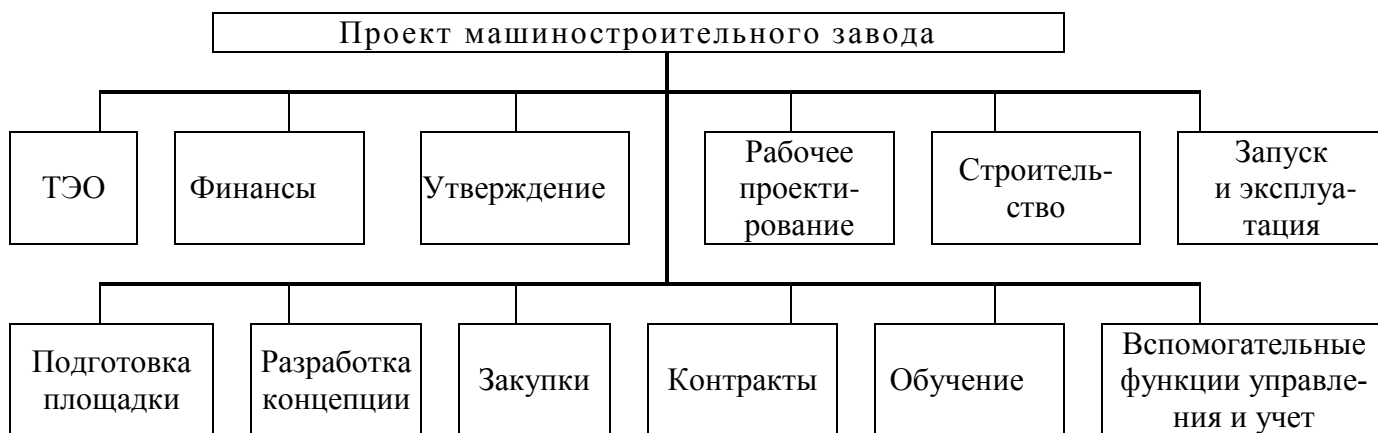 Проект машиностроительного завода
ТЭО
Финансы
Утверждение
Рабочее
проекти-
рование
Строитель-
ство
Запуск
и эксплуа-
тация
Подготовка
площадки
Разработка
концепции
Закупки
Контракты
Обучение
Вспомогательные
функции управле-
ния и учет